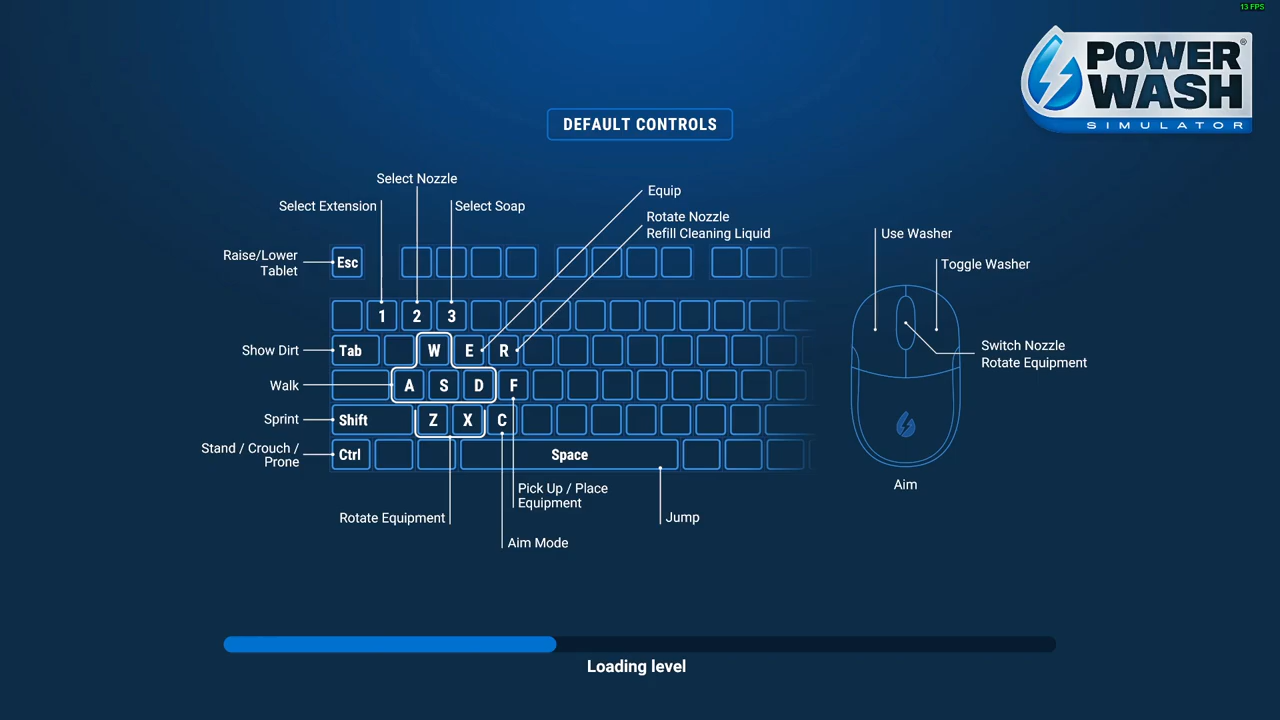 13 FPS
POWER
WASH
SIMULATOR
DEFAULT CONTROLS
Select Nozzle
Select Extension
Select Soap
Equip
Rotate Nozzle
Refill Cleaning Liquid
Raise/Lower
Tablet
Esc
1 2 3
Show Dirt
Tab W E R
Walk
A S D F
Sprint
Shift Z X C
Stand / Crouch /
Prone
Ctrl Space
Pick Up / Place
Equipment
Rotate Equipment
Jump
Aim Mode
Use Washer
Toggle Washer
Switch Nozzle
Rotate Equipment
Aim
Loading level